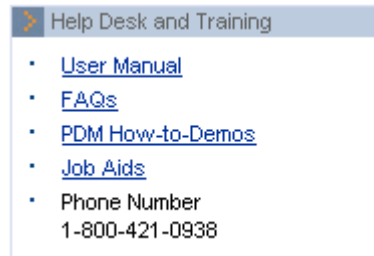 Help Desk and Training
User Manual
FAQs
PDM How-to-Demos
Job Aids
Phone Number
1-800-421-0938